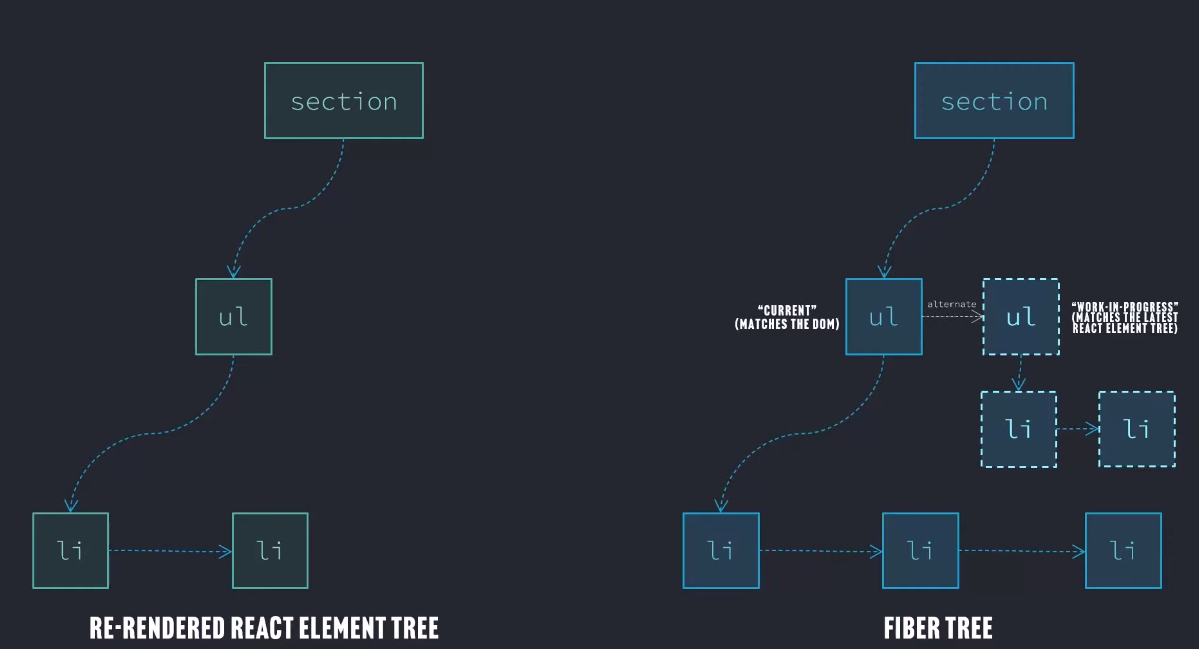 section
section
ul
"CURRENT"
(MATCHES THE DOM)
ul
alternate
ul
"WORK-IN-PROGRESS"
(MATCHES THE LATEST
REACT ELEMENT TREE)
li
li
li
li
li
li
li
RE-RENDERED REACT ELEMENT TREE
FIBER TREE